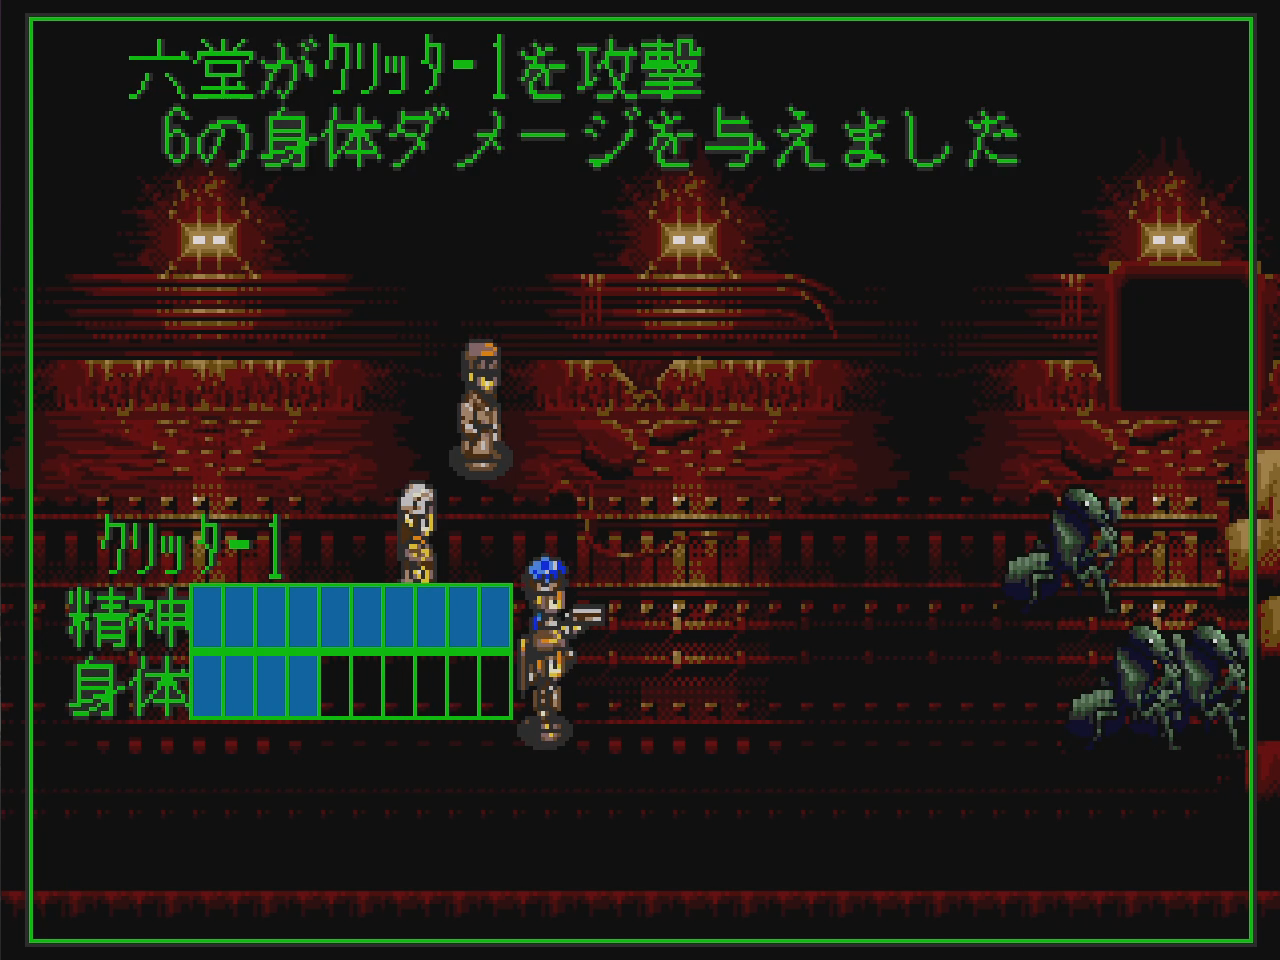 六堂がｸﾘｯﾀｰ1を攻撃
6の身体ダメージを与えました
ｸﾘｯﾀｰ1
精神
身体